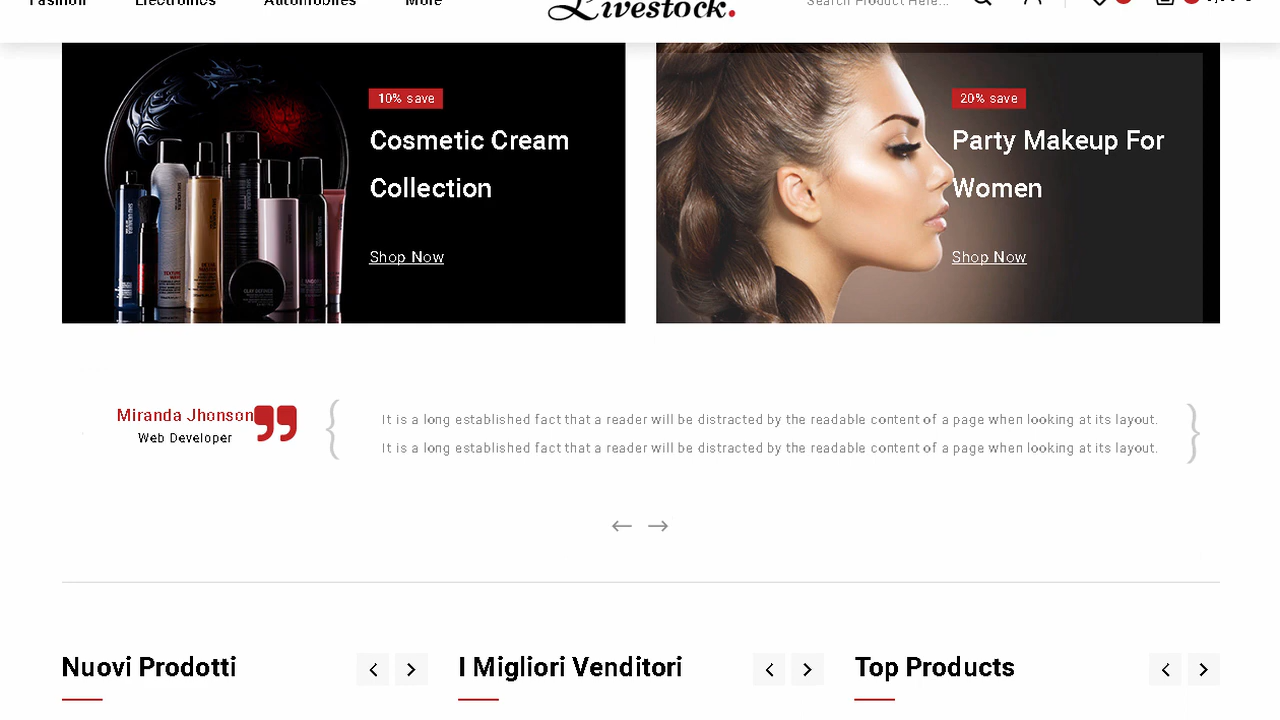 Fashion Electronics Automobiles More
Livestock.
Search Product Here...
10% save
Cosmetic Cream
Collection
Shop Now
20% save
Party Makeup For
Women
Shop Now
Miranda Jhonson
Web Developer
It is a long established fact that a reader will be distracted by the readable content of a page when looking at its layout.
It is a long established fact that a reader will be distracted by the readable content of a page when looking at its layout.
Nuovi Prodotti
I Migliori Venditori
Top Products